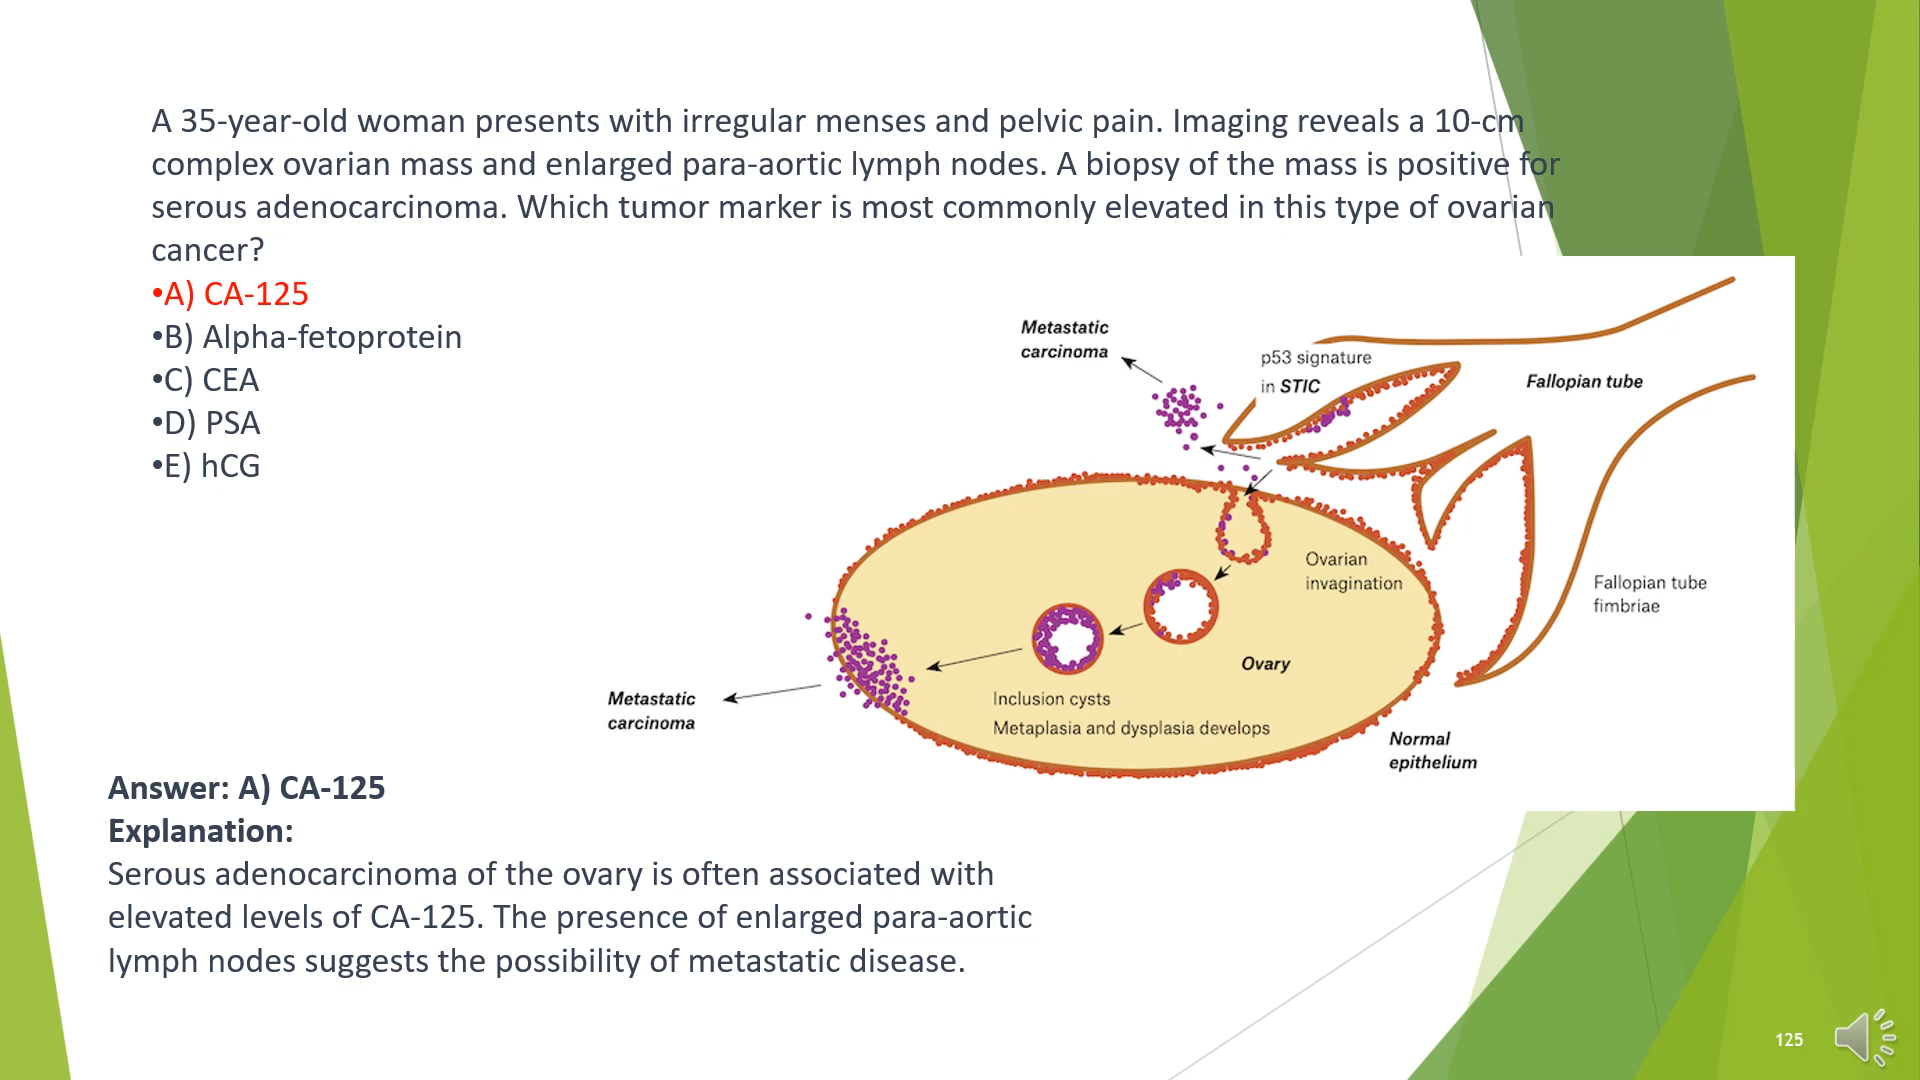 A 35-year-old woman presents with irregular menses and pelvic pain. Imaging reveals a 10-cm
complex ovarian mass and enlarged para-aortic lymph nodes. A biopsy of the mass is positive for
serous adenocarcinoma. Which tumor marker is most commonly elevated in this type of ovarian
cancer?
•A) CA-125
•B) Alpha-fetoprotein
•C) CEA
•D) PSA
•E) hCG
Metastatic
carcinoma
p53 signature
in STIC
Fallopian tube
Ovarian
invagination
Fallopian tube
fimbriae
Ovary
Inclusion cysts
Metaplasia and dysplasia develops
Metastatic
carcinoma
Normal
epithelium
Answer: A) CA-125
Explanation:
Serous adenocarcinoma of the ovary is often associated with
elevated levels of CA-125. The presence of enlarged para-aortic
lymph nodes suggests the possibility of metastatic disease.
125